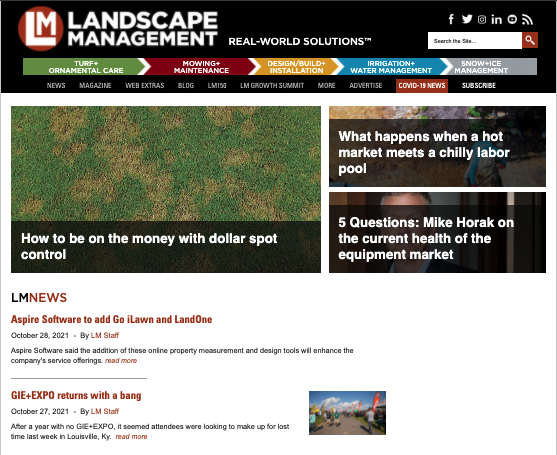 LM LANDSCAPE
MANAGEMENT REAL-WORLD SOLUTIONS™
Search the Site...
TURF+
ORNAMENTAL CARE
MOWING+
MAINTENANCE
DESIGN/BUILD+
INSTALLATION
IRRIGATION+
WATER MANAGEMENT
SNOW+ICE
MANAGEMENT
NEWS MAGAZINE WEB EXTRAS BLOG LM150 LM GROWTH SUMMIT MORE ADVERTISE COVID-19 NEWS SUBSCRIBE
How to be on the money with dollar spot
control
What happens when a hot
market meets a chilly labor
pool
5 Questions: Mike Horak on
the current health of the
equipment market
LMNEWS
Aspire Software to add Go iLawn and LandOne
October 28, 2021 - By LM Staff
Aspire Software said the addition of these online property measurement and design tools will enhance the
company's service offerings. read more
GIE+EXPO returns with a bang
October 27, 2021 - By LM Staff
After a year with no GIE+EXPO, it seemed attendees were looking to make up for lost
time last week in Louisville, Ky. read more